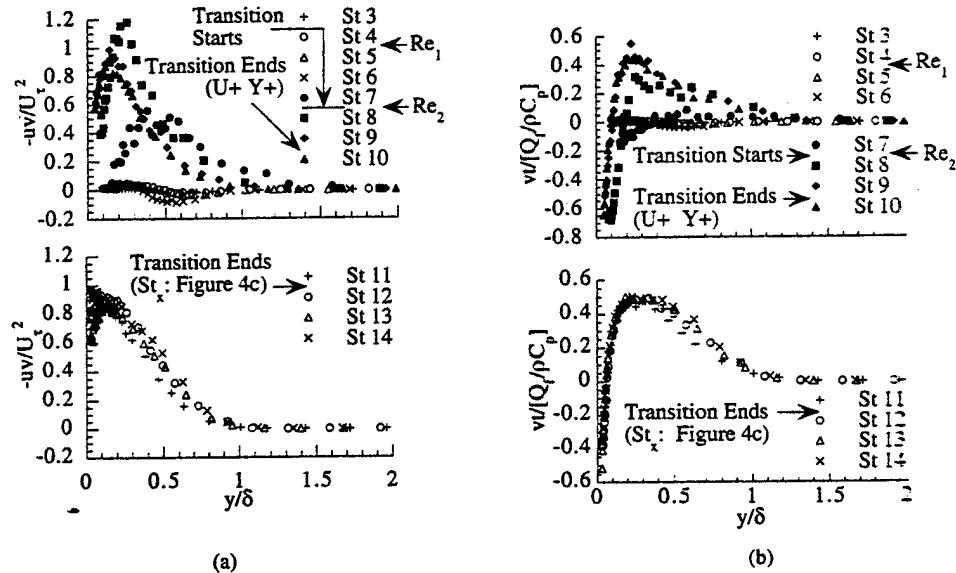 -uv/U_τ^2
1.2
1
0.8
0.6
0.4
0.2
0
-0.2
Transition
Starts
Transition Ends
(U+ Y+)
+ St 3
o St 4
Re1
△ St 5
× St 6
● St 7
Re2
■ St 8
◆ St 9
▲ St 10
-uv/U_τ^2
1.2
1
0.8
0.6
0.4
0.2
0
-0.2
Transition Ends
(St_x: Figure 4c)
+ St 11
o St 12
△ St 13
× St 14
0 0.5 1 1.5 2
y/δ
(a)
vt/[Q_f/ρC_p]
0.6
0.4
0.2
0
-0.2
-0.4
-0.6
-0.8
+ St 3
o St 4
Re1
△ St 5
× St 6
Transition Starts
● St 7
Re2
■ St 8
Transition Ends
(U+ Y+)
◆ St 9
▲ St 10
vt/[Q_f/ρC_p]
0.6
0.4
0.2
0
-0.2
-0.4
-0.6
Transition Ends
(St_x: Figure 4c)
+ St 11
o St 12
△ St 13
× St 14
0 0.5 1 1.5 2
y/δ
(b)